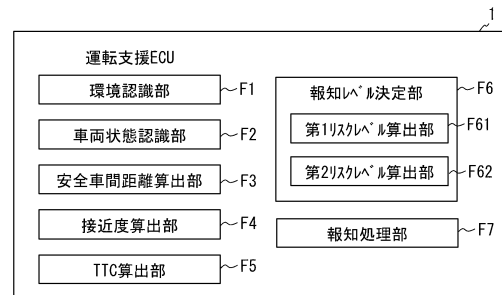 1
運転支援ECU
環境認識部 F1
車両状態認識部 F2
安全車間距離算出部 F3
接近度算出部 F4
TTC算出部 F5
報知ﾚﾍﾞﾙ決定部 F6
第1ﾘｽｸﾚﾍﾞﾙ算出部 F61
第2ﾘｽｸﾚﾍﾞﾙ算出部 F62
報知処理部 F7